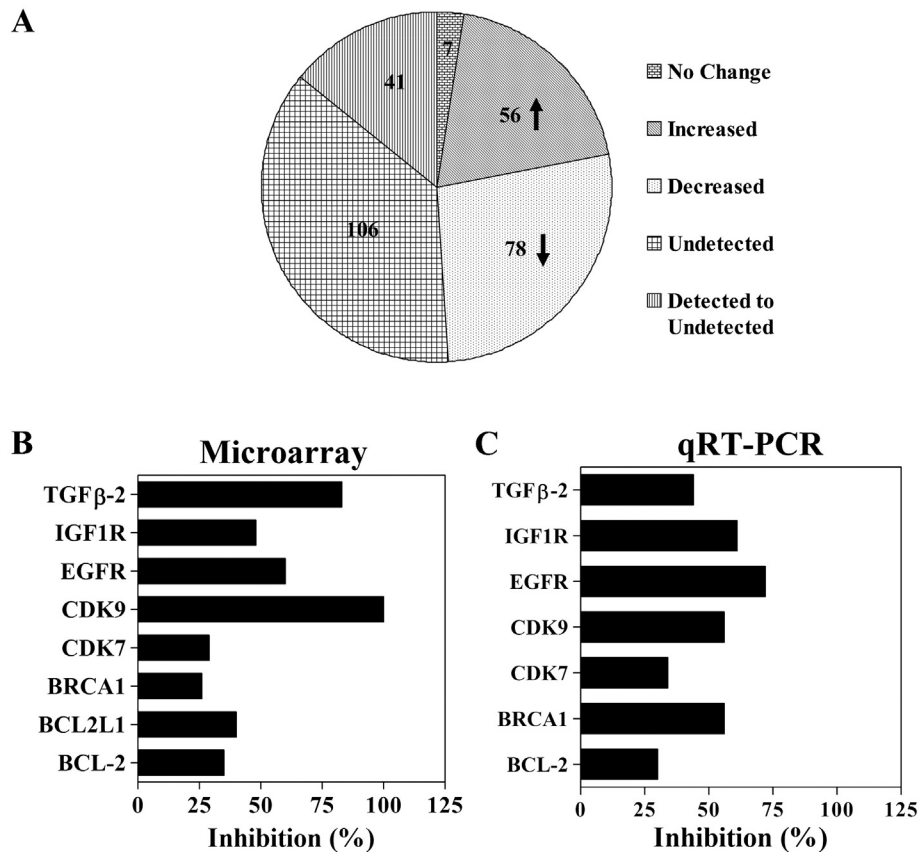 A
7
56
41
106
78
No Change
Increased
Decreased
Undetected
Detected to
Undetected
B
Microarray
TGFβ-2
IGF1R
EGFR
CDK9
CDK7
BRCA1
BCL2L1
BCL-2
0 25 50 75 100 125
Inhibition (%)
C
qRT-PCR
TGFβ-2
IGF1R
EGFR
CDK9
CDK7
BRCA1
BCL-2
0 25 50 75 100 125
Inhibition (%)